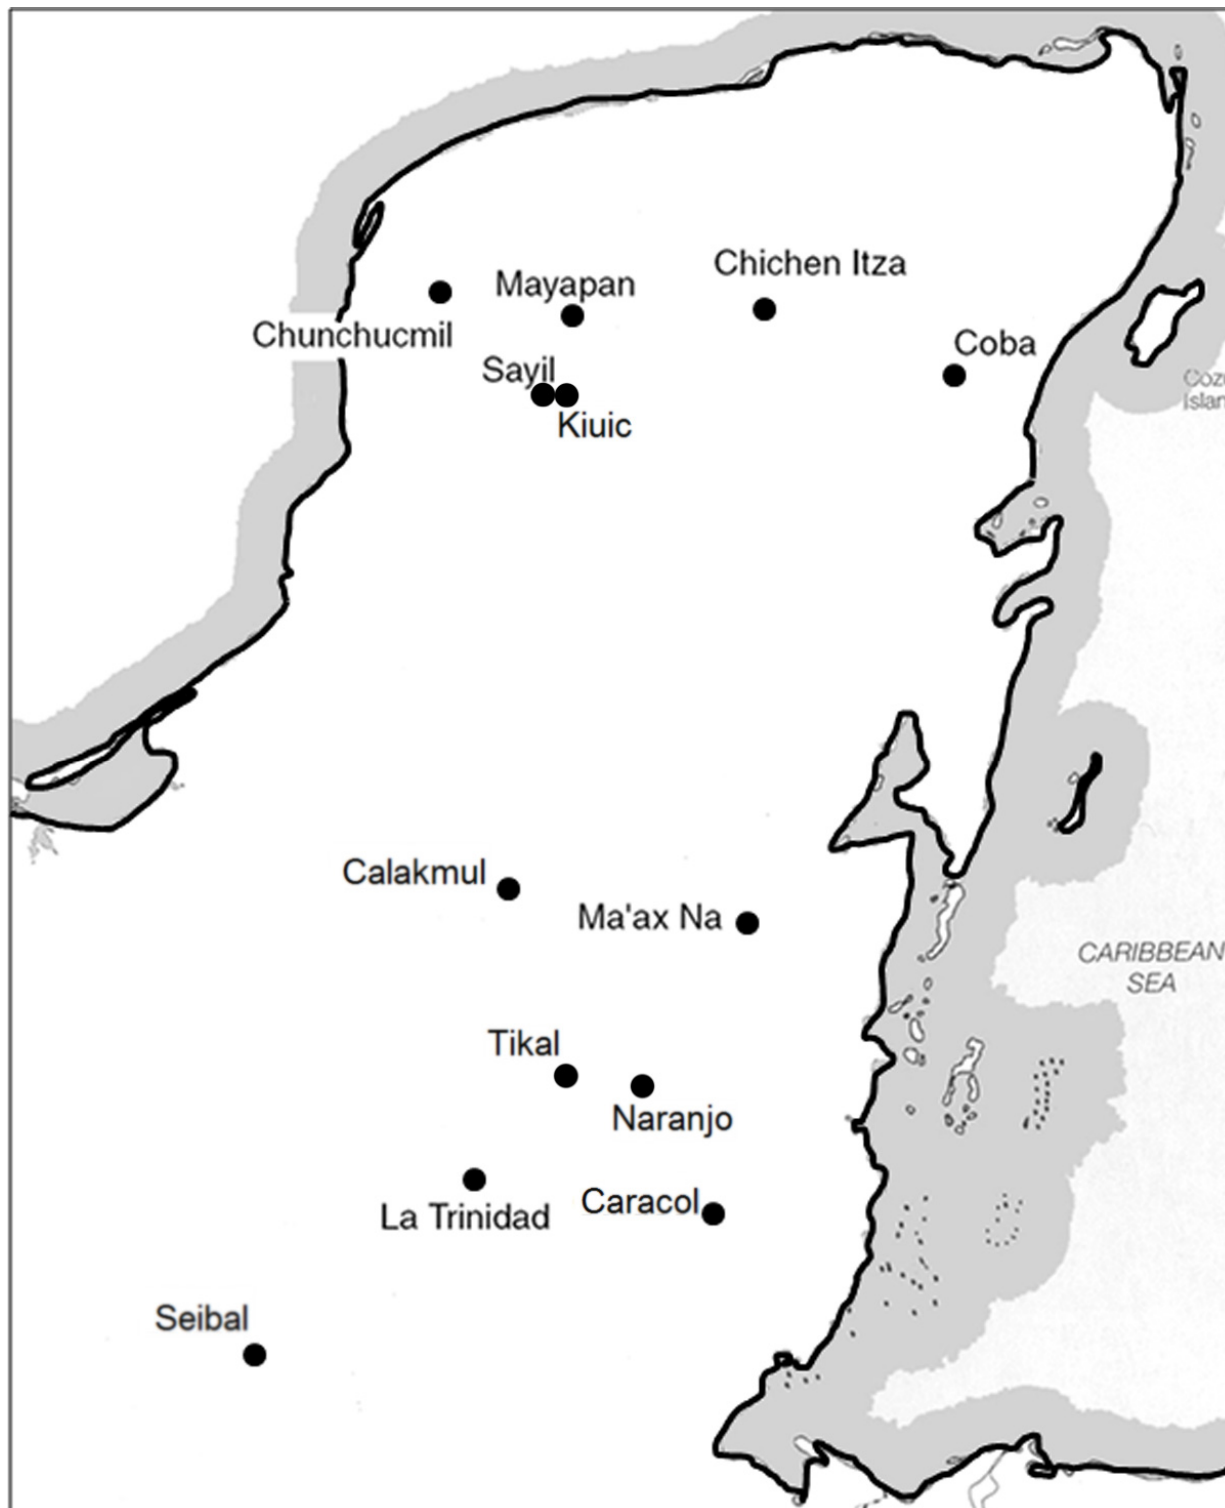 Chichen Itza
Mayapan
Chunchucmil
Coba
Sayil
Kiuic
Calakmul
Ma'ax Na
CARIBBEAN
SEA
Tikal
Naranjo
La Trinidad
Caracol
Seibal